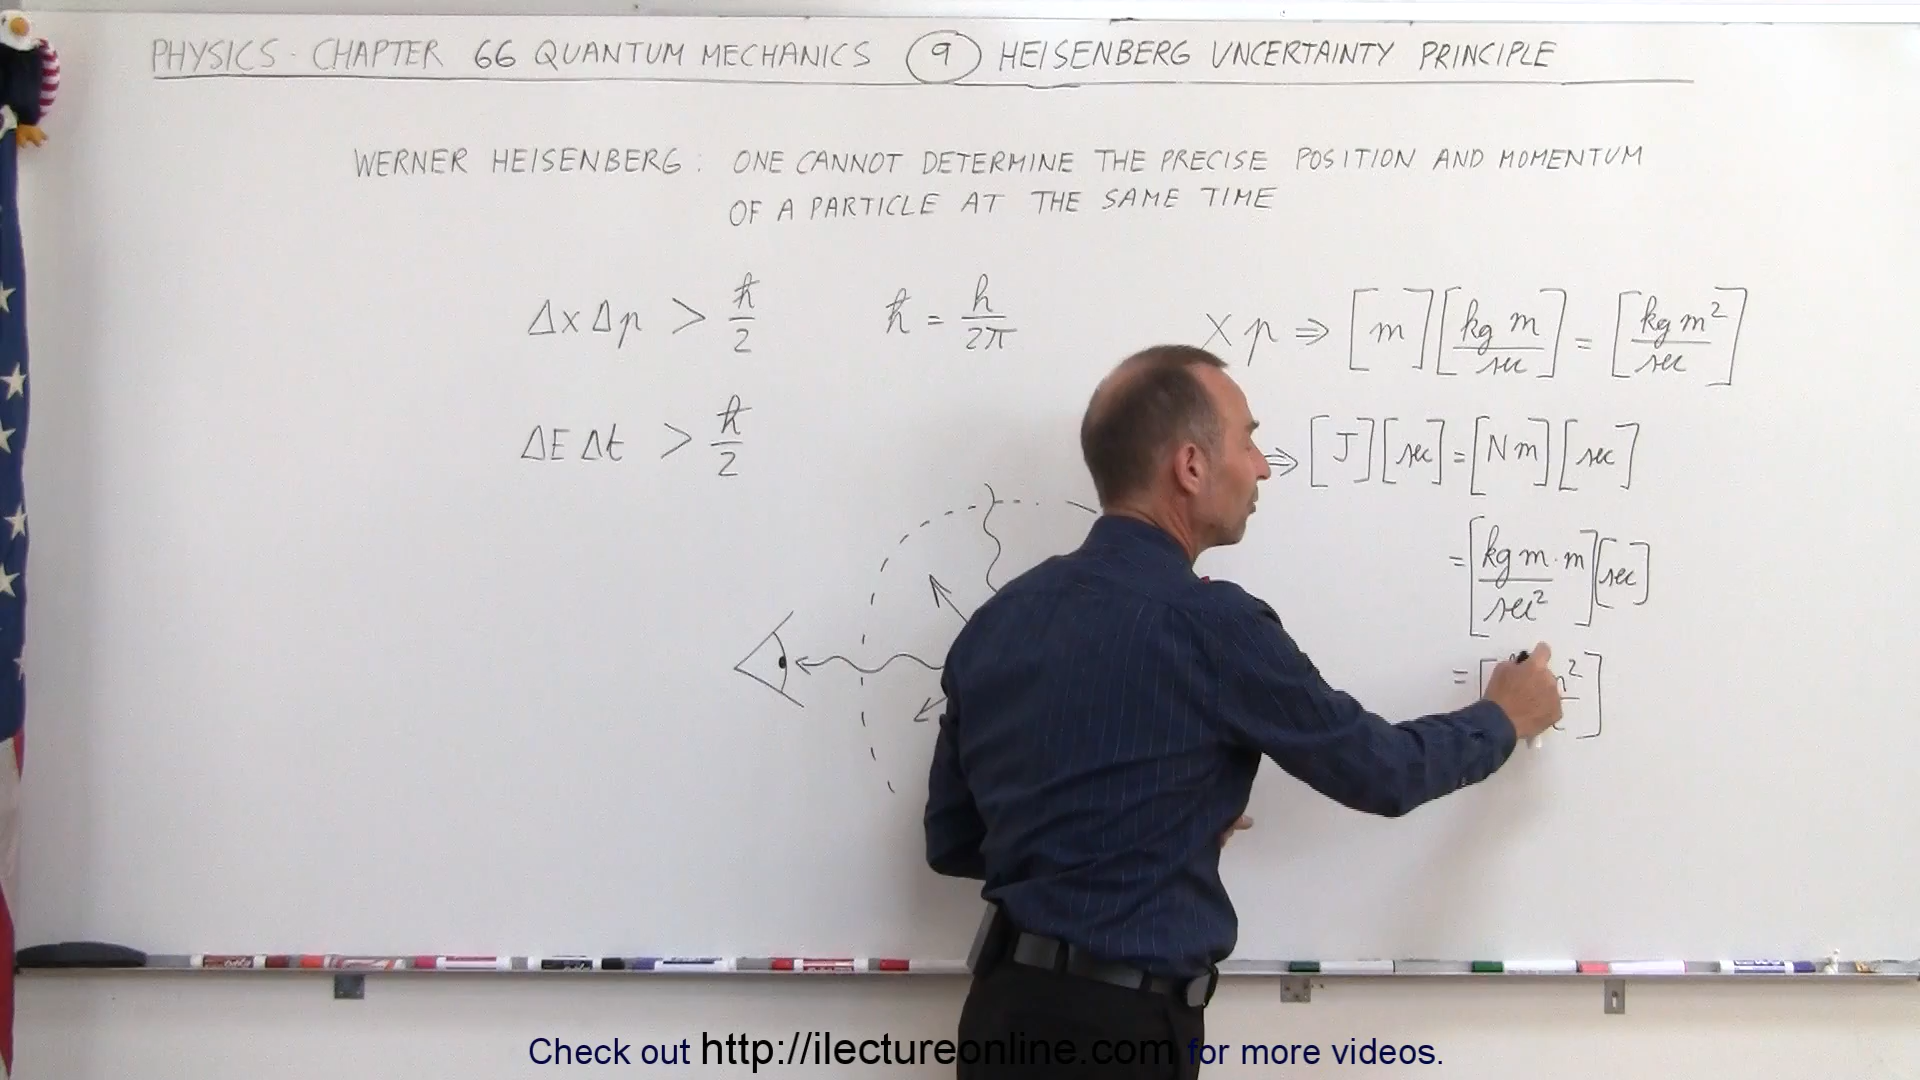 PHYSICS - CHAPTER 66 QUANTUM MECHANICS 9 HEISENBERG UNCERTAINTY PRINCIPLE
WERNER HEISENBERG : ONE CANNOT DETERMINE THE PRECISE POSITION AND MOMENTUM
OF A PARTICLE AT THE SAME TIME
Δx Δp > ℏ/2
ℏ = h/2π
x p ⇒ [m][kg m/sec] = [kg m²/sec]
ΔE Δt > ℏ/2
⇒ [J][sec] = [N m][sec]
= [kg m/sec² · m][sec]
Check out http://ilectureonline.com for more videos.